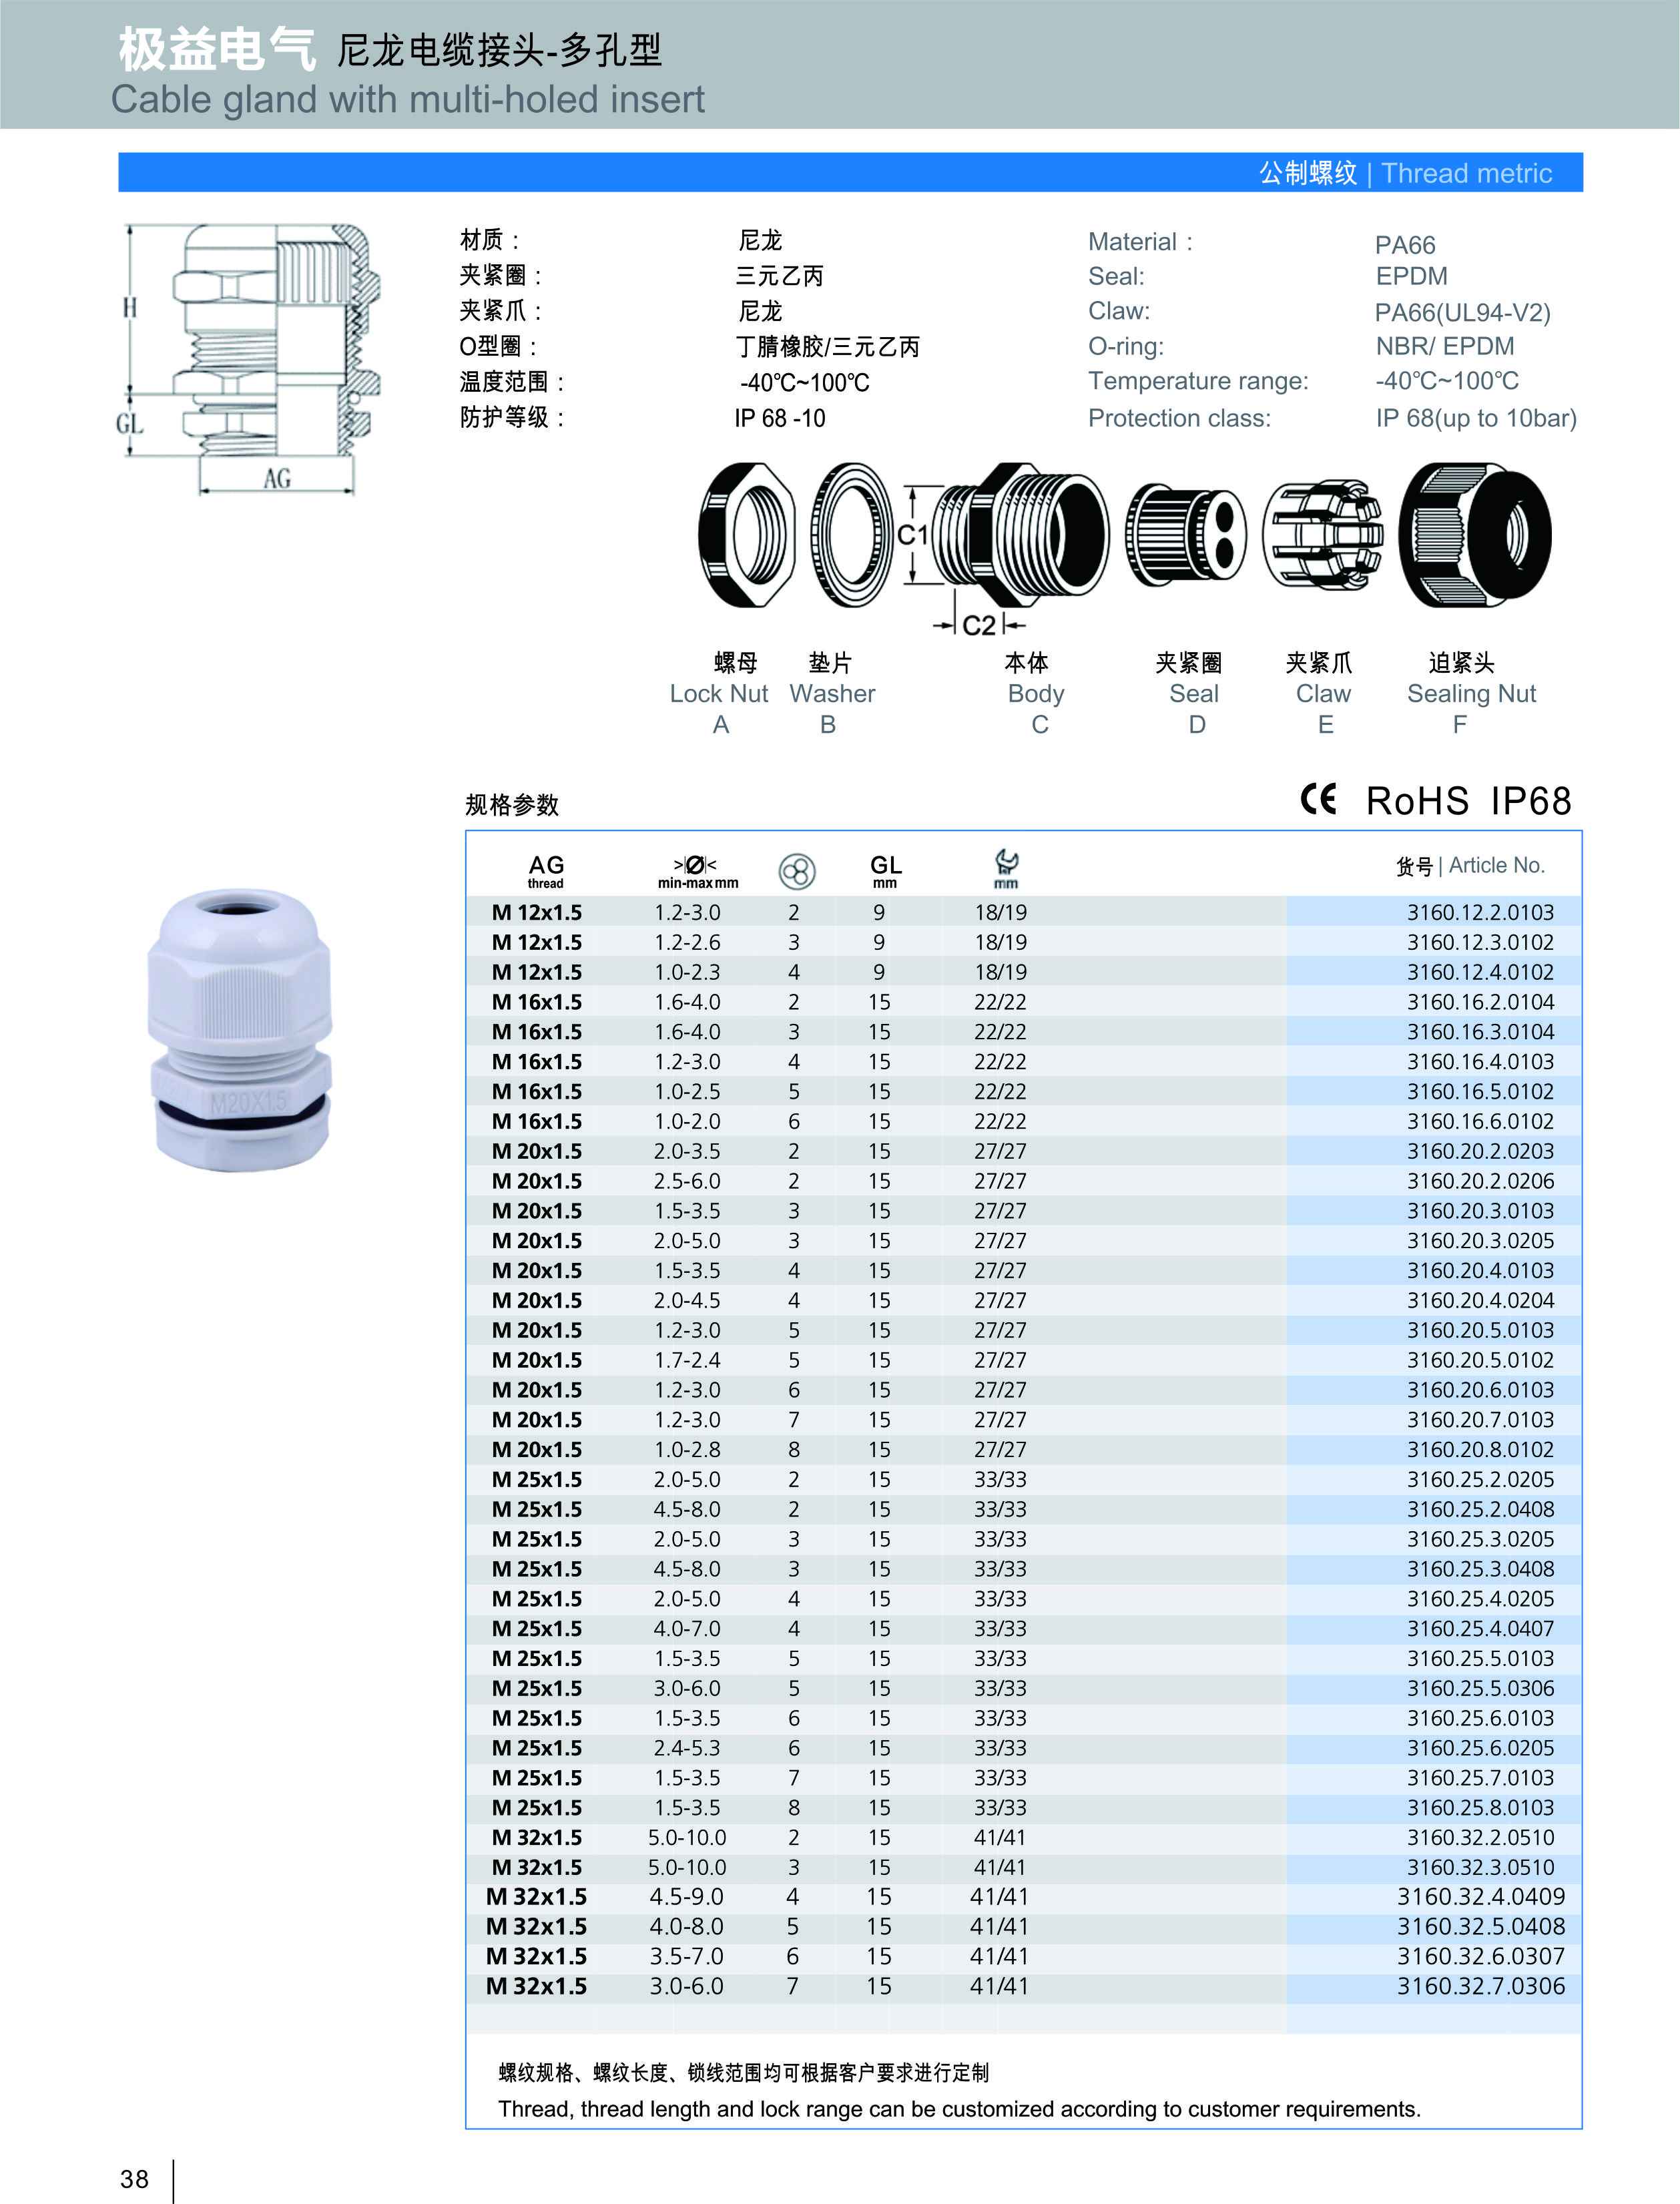 极益电气 尼龙电缆接头-多孔型
Cable gland with multi-holed insert
公制螺纹 | Thread metric
H
GL
AG
材质： 尼龙 Material： PA66
夹紧圈： 三元乙丙 Seal: EPDM
夹紧爪： 尼龙 Claw: PA66(UL94-V2)
O型圈： 丁腈橡胶/三元乙丙 O-ring: NBR/ EPDM
温度范围： -40℃~100℃ Temperature range: -40℃~100℃
防护等级： IP 68 -10 Protection class: IP 68(up to 10bar)
C1
C2
螺母 垫片 本体 夹紧圈 夹紧爪 迫紧头
Lock Nut Washer Body Seal Claw Sealing Nut
A B C D E F
规格参数 CE RoHS IP68
AG >|Ø|< GL 货号 | Article No.
thread min-max mm mm mm
M 12x1.5 1.2-3.0 2 9 18/19 3160.12.2.0103
M 12x1.5 1.2-2.6 3 9 18/19 3160.12.3.0102
M 12x1.5 1.0-2.3 4 9 18/19 3160.12.4.0102
M 16x1.5 1.6-4.0 2 15 22/22 3160.16.2.0104
M 16x1.5 1.6-4.0 3 15 22/22 3160.16.3.0104
M 16x1.5 1.2-3.0 4 15 22/22 3160.16.4.0103
M 16x1.5 1.0-2.5 5 15 22/22 3160.16.5.0102
M 16x1.5 1.0-2.0 6 15 22/22 3160.16.6.0102
M 20x1.5 2.0-3.5 2 15 27/27 3160.20.2.0203
M 20x1.5 2.5-6.0 2 15 27/27 3160.20.2.0206
M 20x1.5 1.5-3.5 3 15 27/27 3160.20.3.0103
M 20x1.5 2.0-5.0 3 15 27/27 3160.20.3.0205
M 20x1.5 1.5-3.5 4 15 27/27 3160.20.4.0103
M 20x1.5 2.0-4.5 4 15 27/27 3160.20.4.0204
M 20x1.5 1.2-3.0 5 15 27/27 3160.20.5.0103
M 20x1.5 1.7-2.4 5 15 27/27 3160.20.5.0102
M 20x1.5 1.2-3.0 6 15 27/27 3160.20.6.0103
M 20x1.5 1.2-3.0 7 15 27/27 3160.20.7.0103
M 20x1.5 1.0-2.8 8 15 27/27 3160.20.8.0102
M 25x1.5 2.0-5.0 2 15 33/33 3160.25.2.0205
M 25x1.5 4.5-8.0 2 15 33/33 3160.25.2.0408
M 25x1.5 2.0-5.0 3 15 33/33 3160.25.3.0205
M 25x1.5 4.5-8.0 3 15 33/33 3160.25.3.0408
M 25x1.5 2.0-5.0 4 15 33/33 3160.25.4.0205
M 25x1.5 4.0-7.0 4 15 33/33 3160.25.4.0407
M 25x1.5 1.5-3.5 5 15 33/33 3160.25.5.0103
M 25x1.5 3.0-6.0 5 15 33/33 3160.25.5.0306
M 25x1.5 1.5-3.5 6 15 33/33 3160.25.6.0103
M 25x1.5 2.4-5.3 6 15 33/33 3160.25.6.0205
M 25x1.5 1.5-3.5 7 15 33/33 3160.25.7.0103
M 25x1.5 1.5-3.5 8 15 33/33 3160.25.8.0103
M 32x1.5 5.0-10.0 2 15 41/41 3160.32.2.0510
M 32x1.5 5.0-10.0 3 15 41/41 3160.32.3.0510
M 32x1.5 4.5-9.0 4 15 41/41 3160.32.4.0409
M 32x1.5 4.0-8.0 5 15 41/41 3160.32.5.0408
M 32x1.5 3.5-7.0 6 15 41/41 3160.32.6.0307
M 32x1.5 3.0-6.0 7 15 41/41 3160.32.7.0306
M20X1.5
螺纹规格、螺纹长度、锁线范围均可根据客户要求进行定制
Thread, thread length and lock range can be customized according to customer requirements.
38